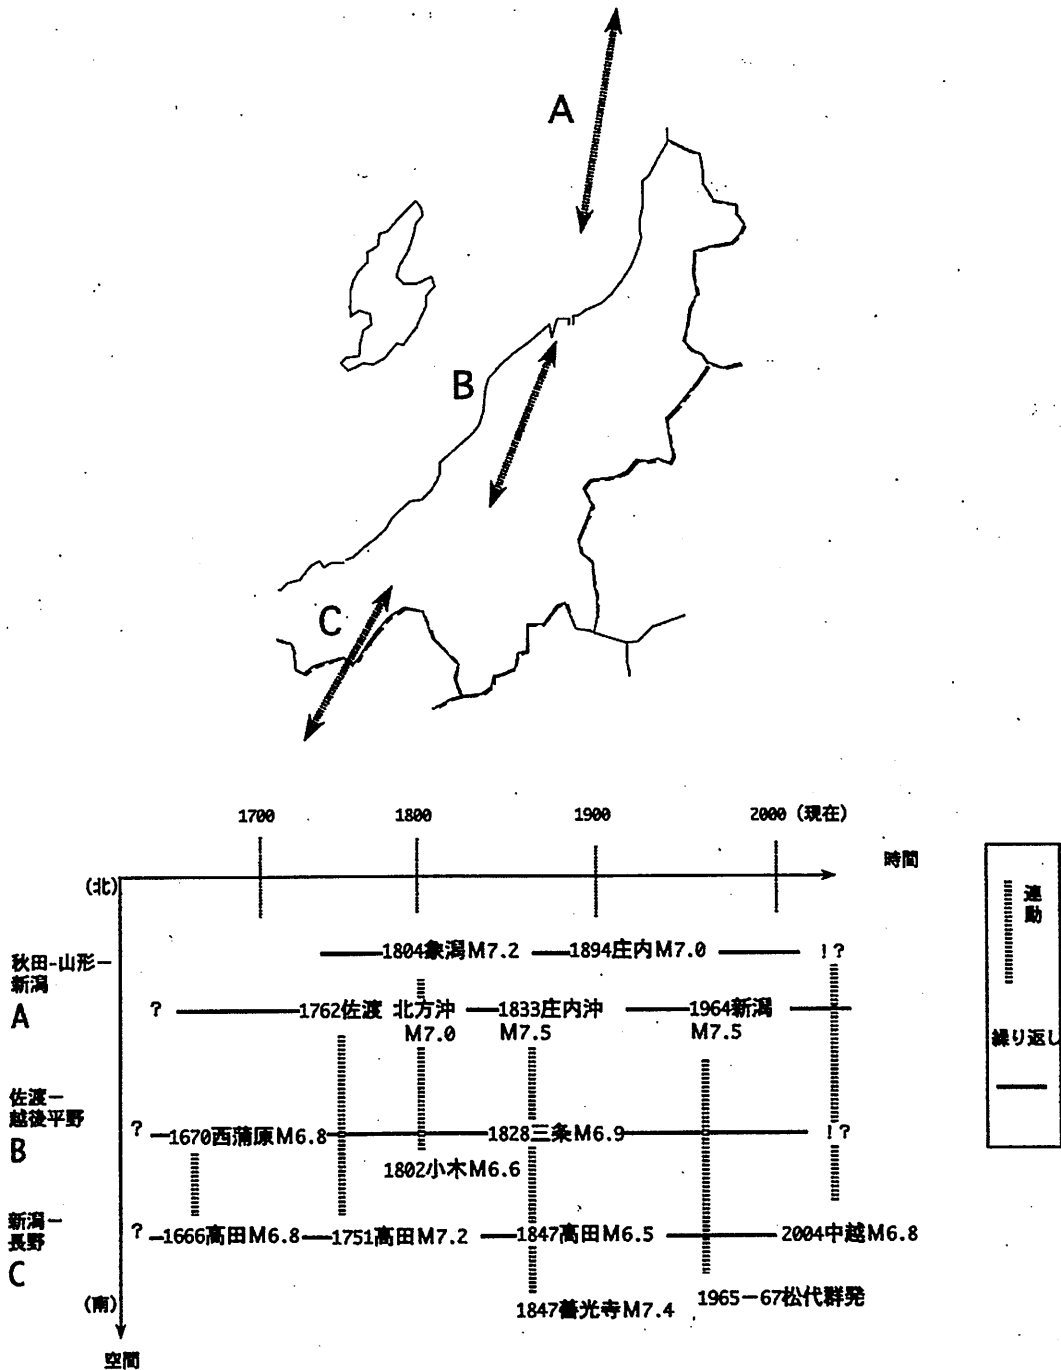 A
B
C
1700 1800 1900 2000 (現在)
時間
(北)
連動
1804象潟M7.2 1894庄内M7.0 !?
秋田-山形ー
新潟
A
? 1762佐渡 北方沖 1833庄内沖 1964新潟
M7.0 M7.5 M7.5
繰り返し
佐渡ー
越後平野
B
? 1670西蒲原M6.8 1828三条M6.9 !?
1802小木M6.6
新潟ー
長野
C
? 1666高田M6.8 1751高田M7.2 1847高田M6.5 2004中越M6.8
1965ー67松代群発
(南)
1847善光寺M7.4
空間